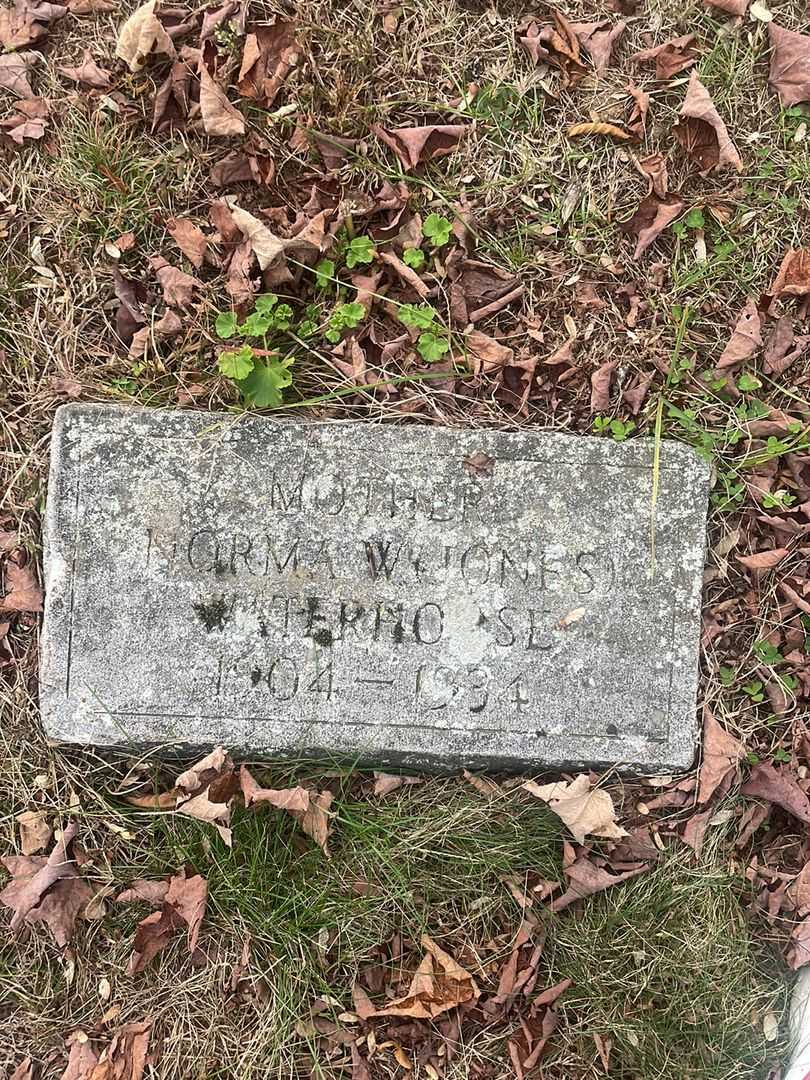 MOTHER
NORMA W. (JONES)
WATERHOUSE
1904 – 1934